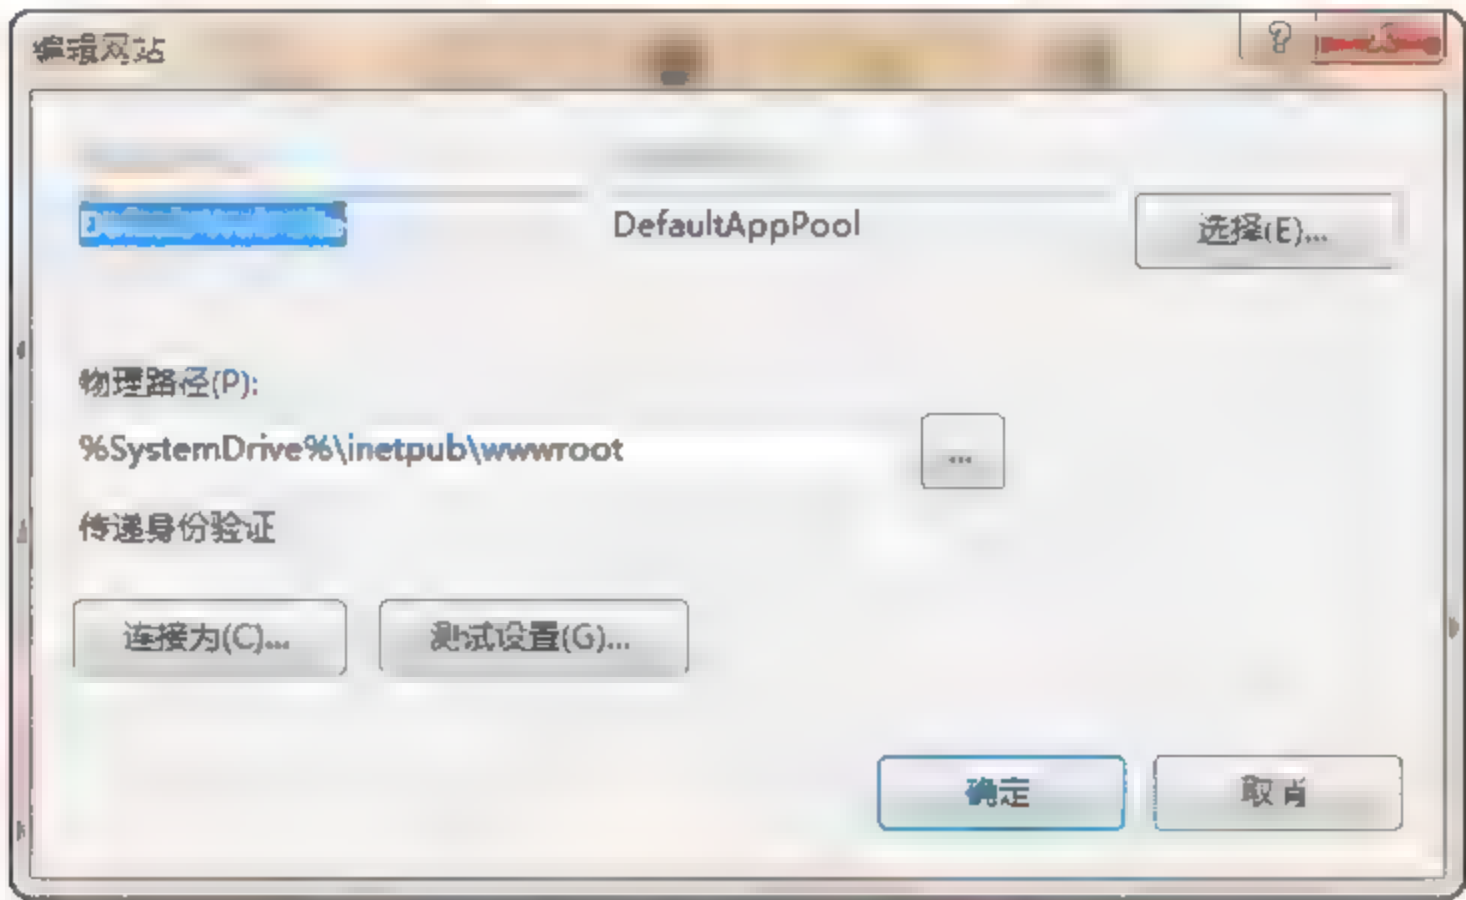 编辑网站
DefaultAppPool
选择(E)...
物理路径(P):
%SystemDrive%\inetpub\wwwroot
...
传递身份验证
连接为(C)...
测试设置(G)...
确定
取消